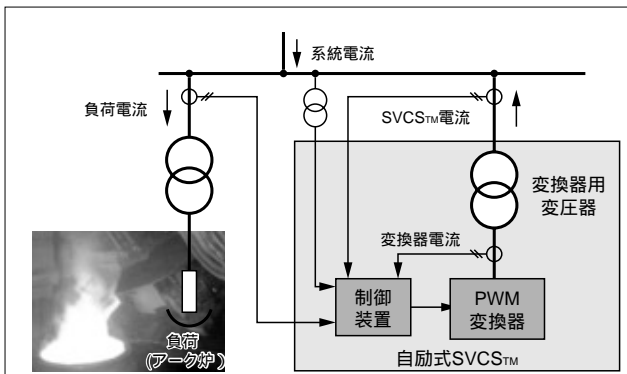 系統電流
負荷電流
SVCSTM電流
変換器用
変圧器
変換器電流
制御
装置
PWM
変換器
負荷
(アーク炉)
自励式SVCSTM